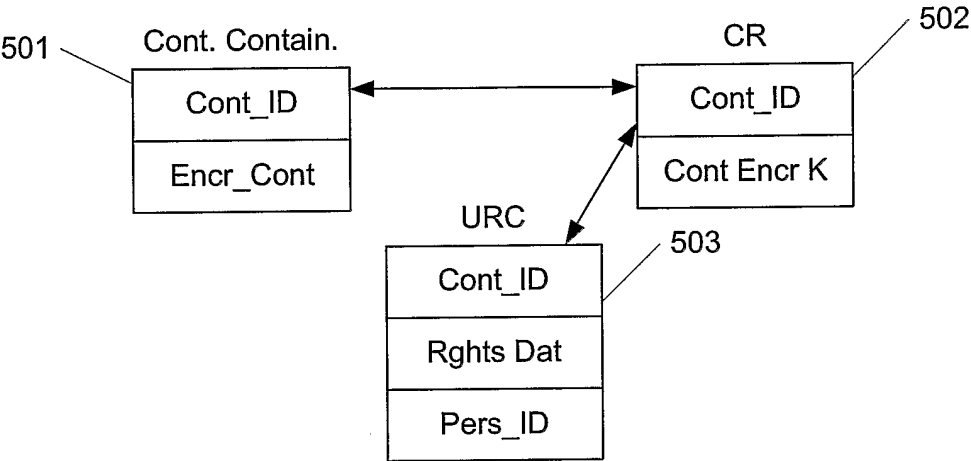 501
Cont. Contain.
Cont_ID
Encr_Cont
CR
502
Cont_ID
Cont Encr K
URC
503
Cont_ID
Rghts Dat
Pers_ID